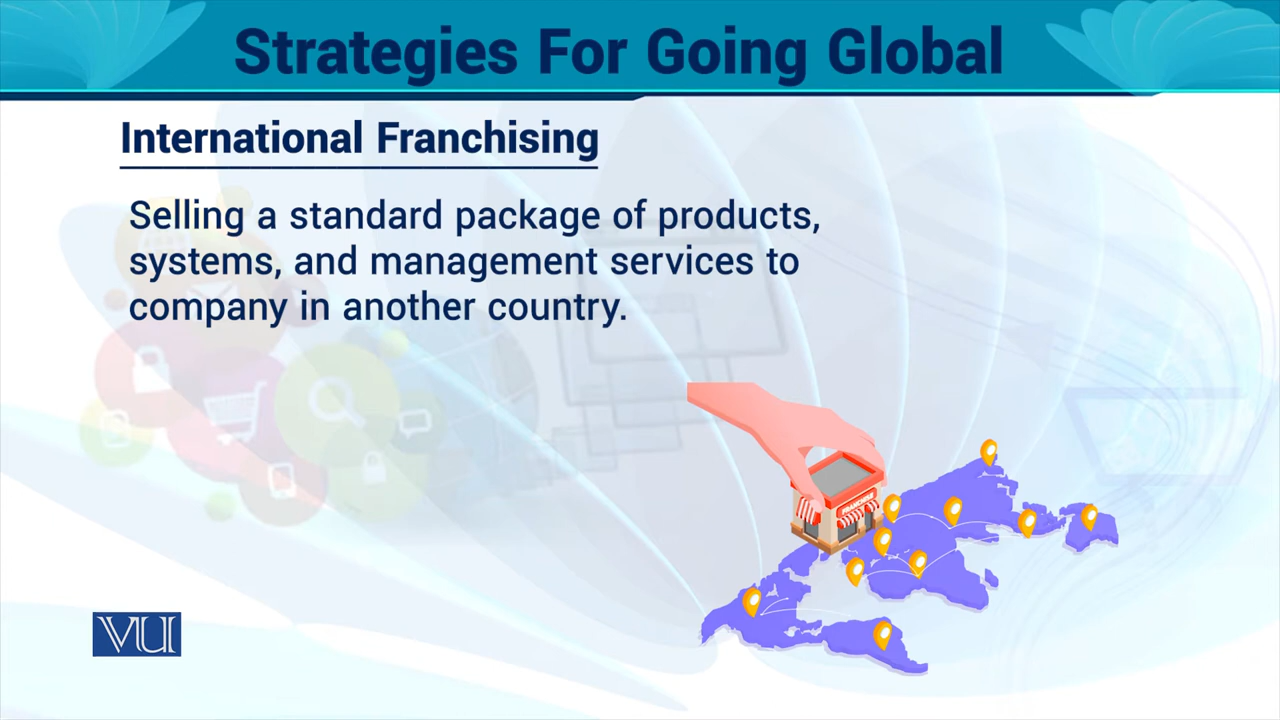 Strategies For Going Global
International Franchising
Selling a standard package of products,
systems, and management services to
company in another country.
FRANCHISE
VU